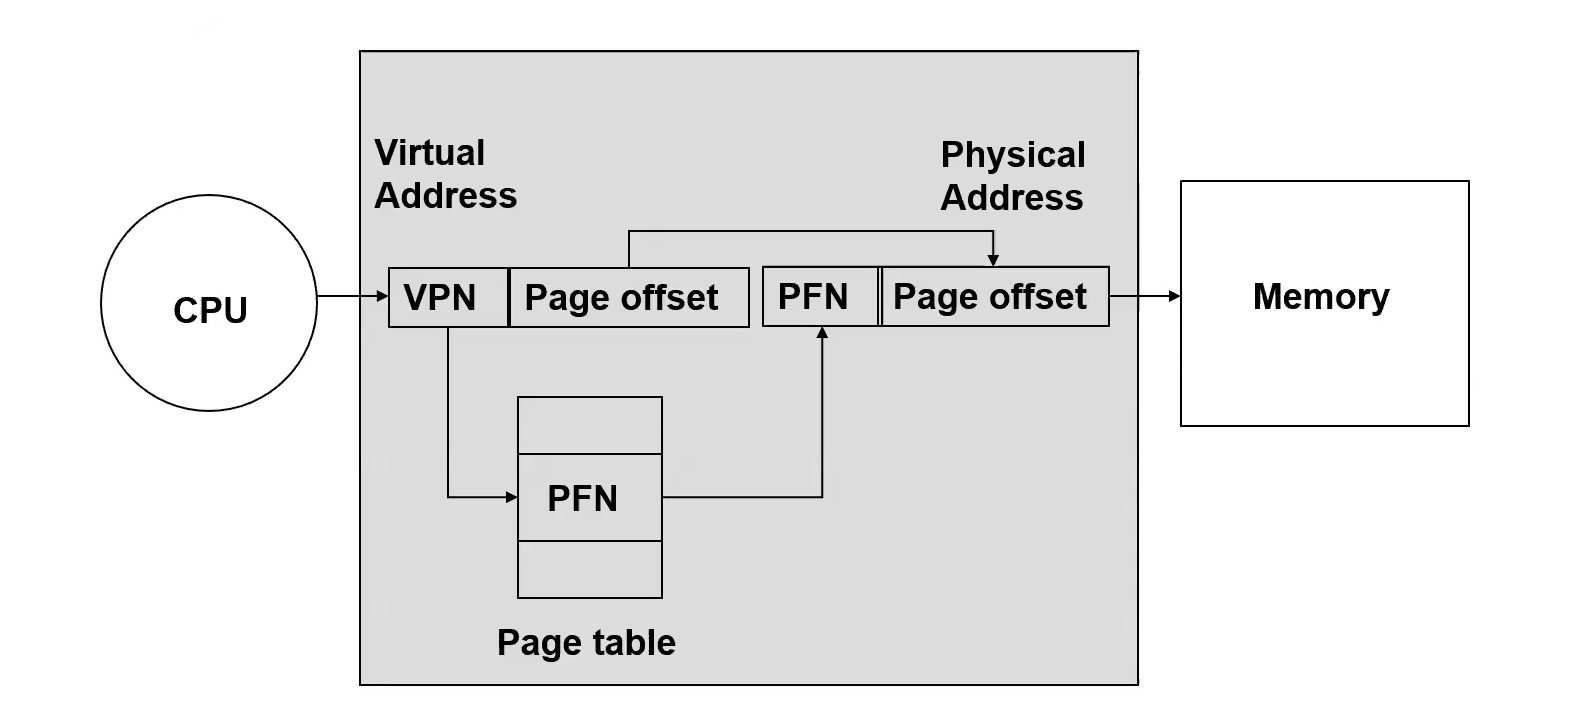 Virtual
Address
Physical
Address
CPU
VPN
Page offset
PFN
Page offset
Memory
PFN
Page table